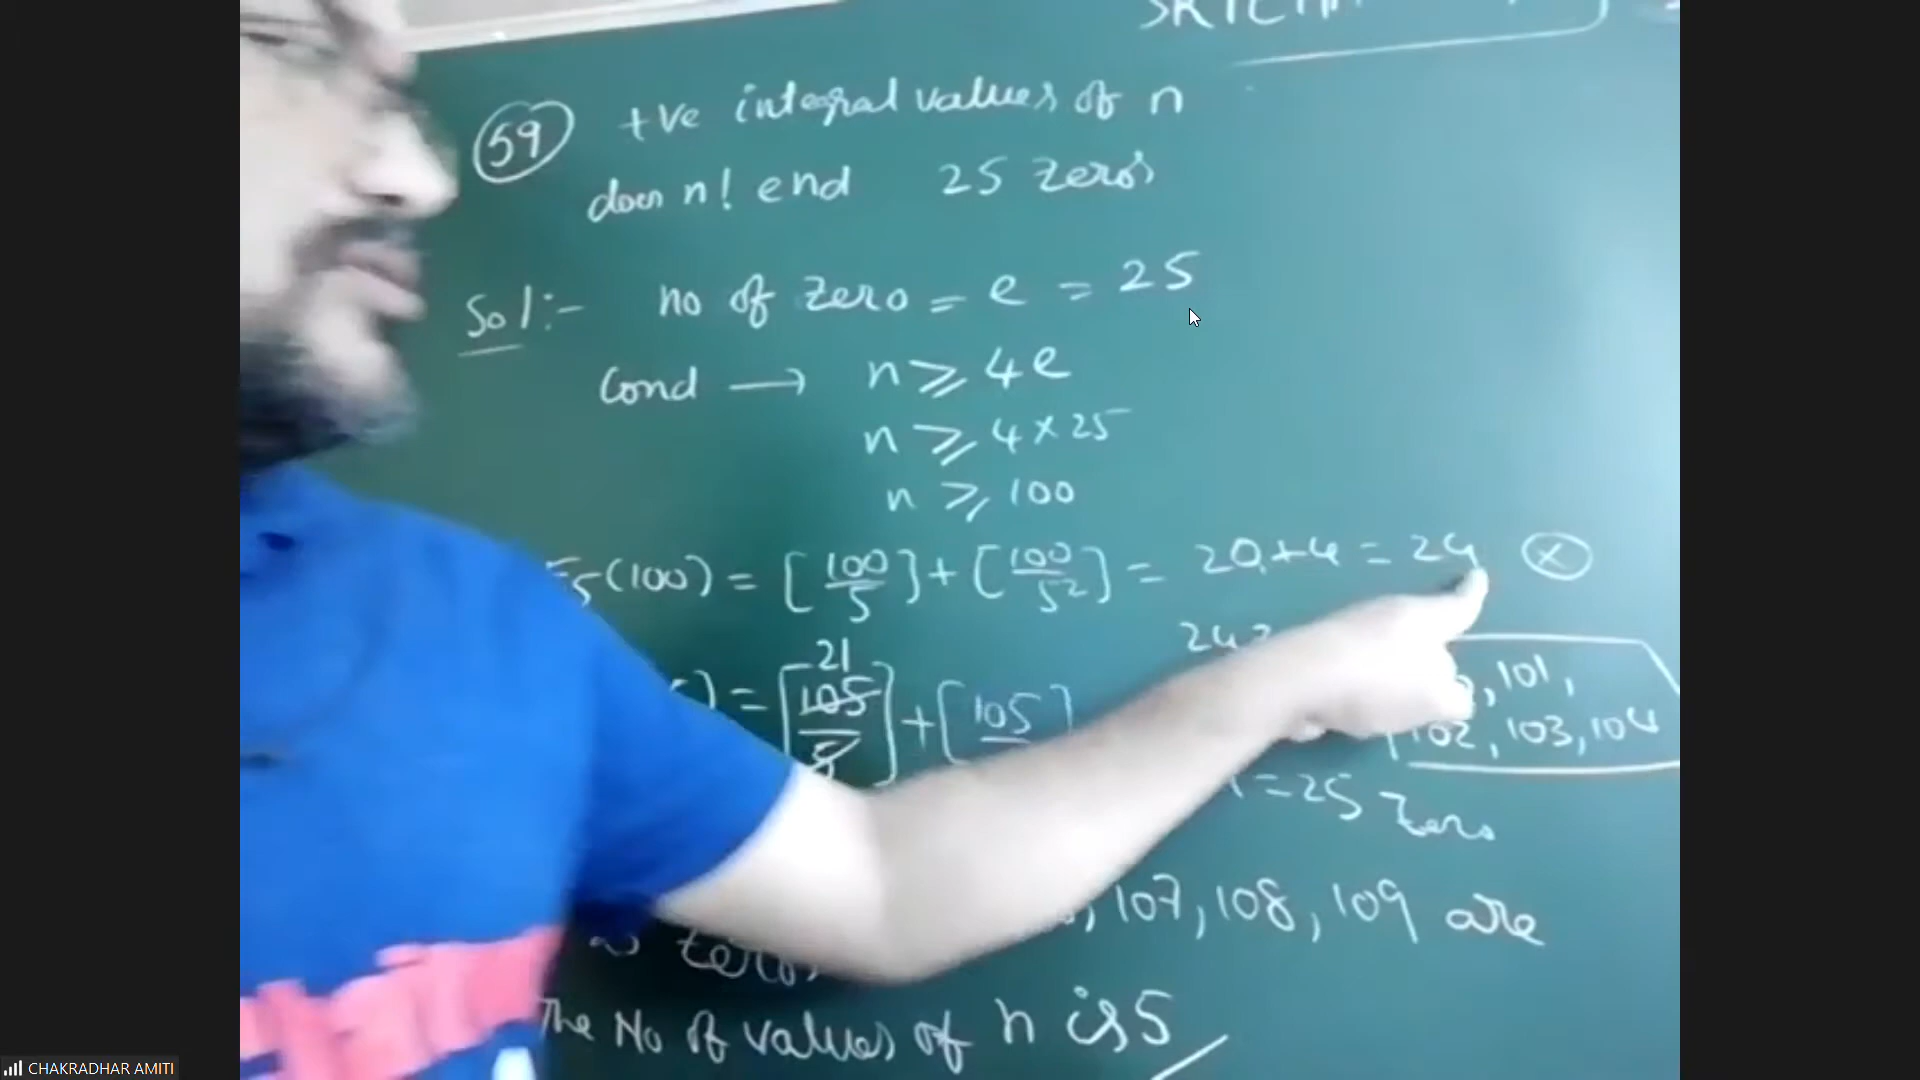 59 +ve integral values of n
does n! end 25 zeros
Sol:- no of zero = e = 25
Cond → n ≥ 4e
n ≥ 4 × 25
n ≥ 100
5(100) = [100/5] + [100/5²] = 20+4 = 24 ×
24
21
) = [105/5] + [105
, 101,
102, 103, 104
= 25 Zero
, 107, 108, 109 are
zeros
The No of values of n is 5
CHAKRADHAR AMITI